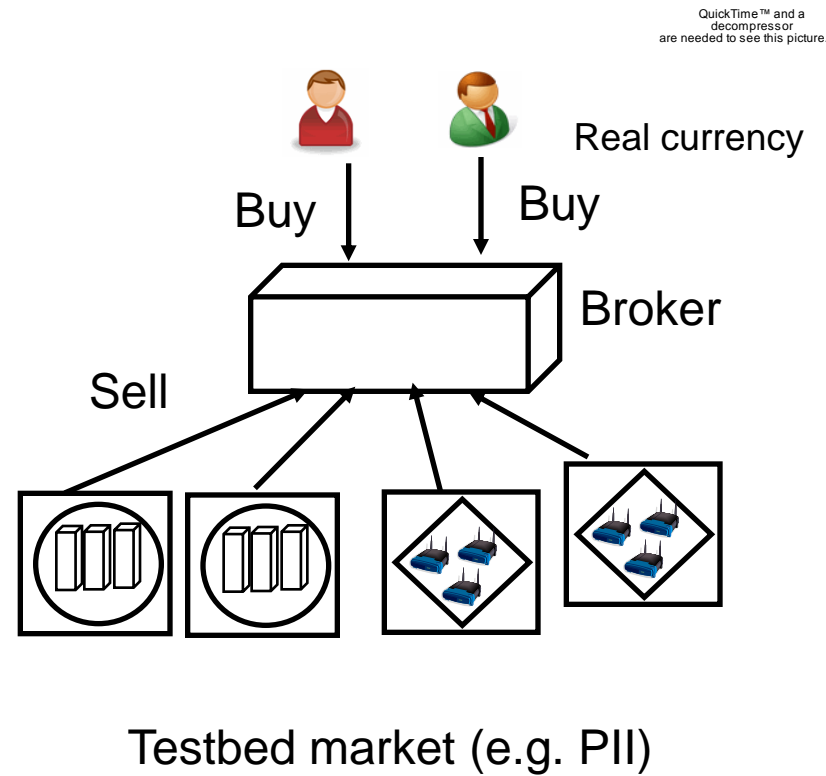 QuickTime™ and a
decompressor
are needed to see this picture.
Real currency
Buy
Buy
Broker
Sell
Testbed market (e.g. PII)